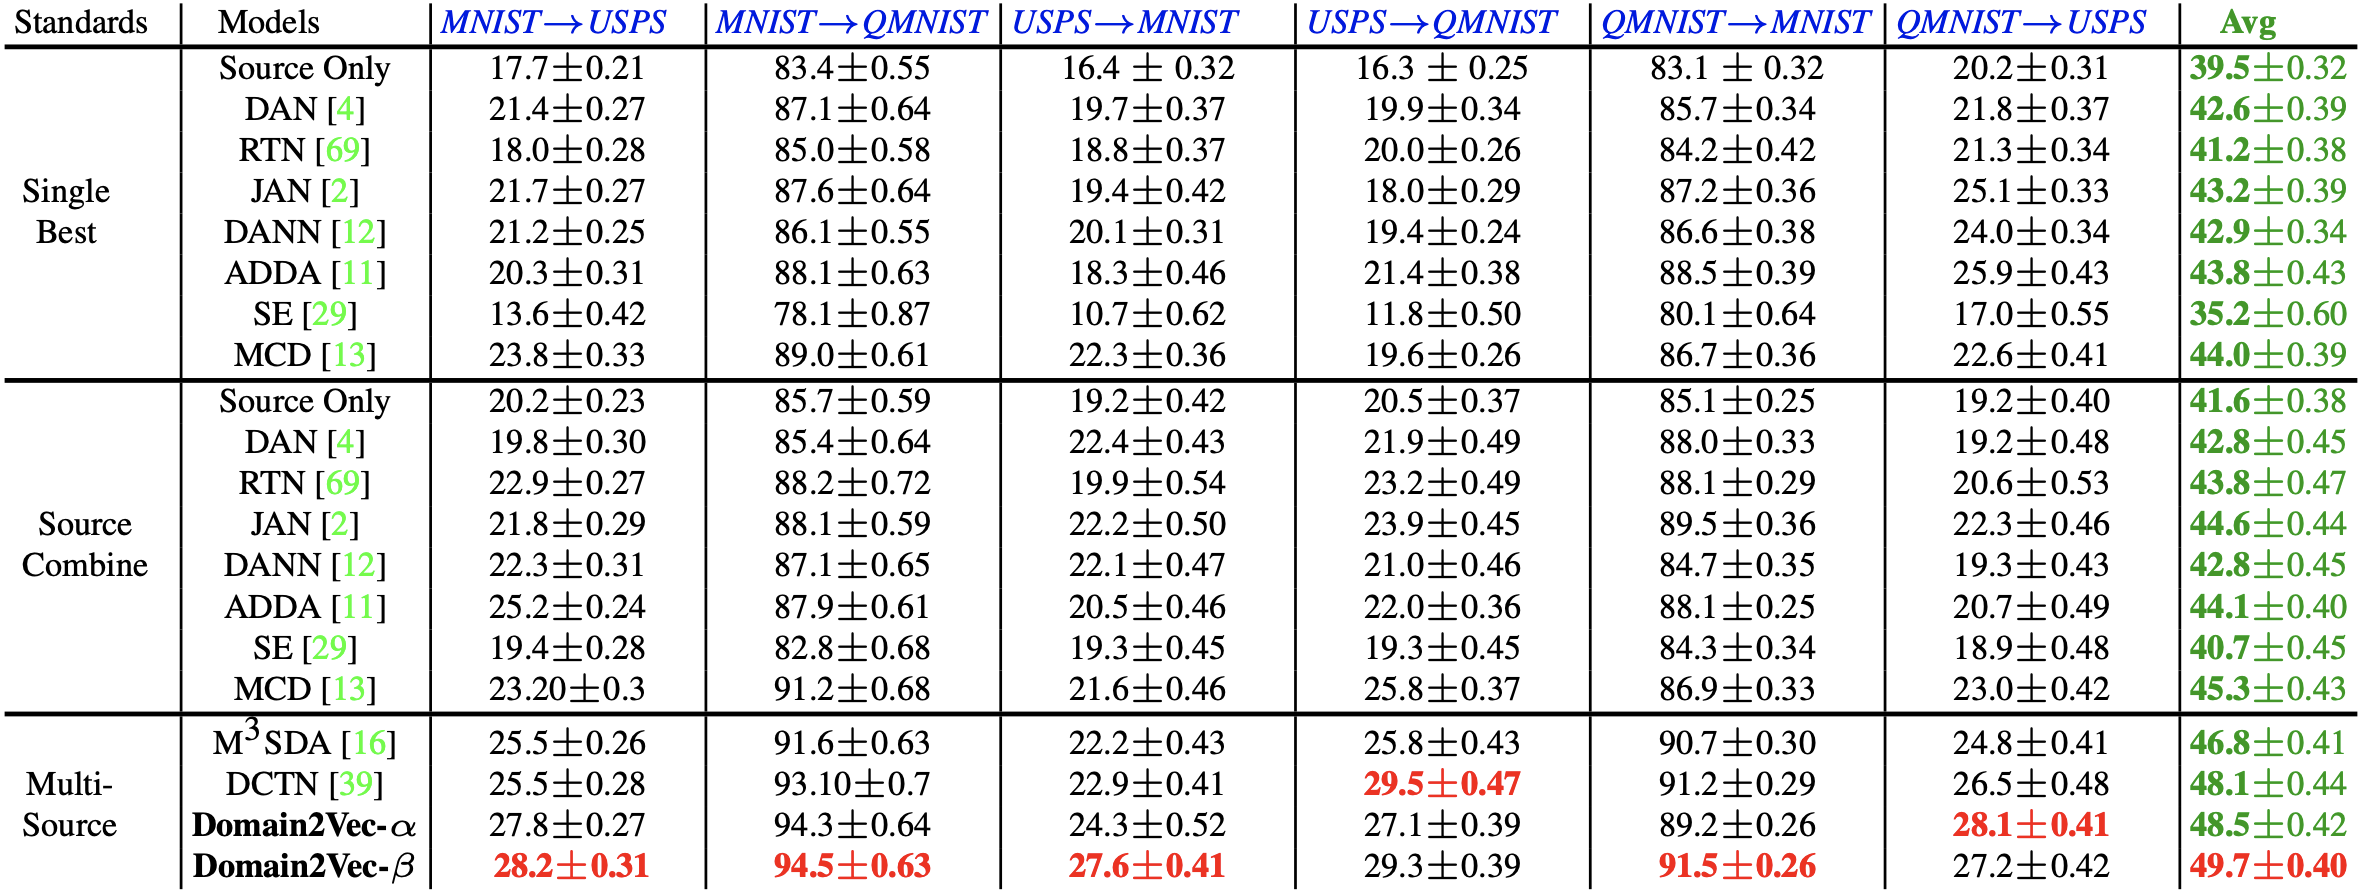 Standards Models MNIST→USPS MNIST→QMNIST USPS→MNIST USPS→QMNIST QMNIST→MNIST QMNIST→USPS Avg
Source Only 17.7±0.21 83.4±0.55 16.4 ± 0.32 16.3 ± 0.25 83.1 ± 0.32 20.2±0.31 39.5±0.32
DAN [4] 21.4±0.27 87.1±0.64 19.7±0.37 19.9±0.34 85.7±0.34 21.8±0.37 42.6±0.39
RTN [69] 18.0±0.28 85.0±0.58 18.8±0.37 20.0±0.26 84.2±0.42 21.3±0.34 41.2±0.38
Single JAN [2] 21.7±0.27 87.6±0.64 19.4±0.42 18.0±0.29 87.2±0.36 25.1±0.33 43.2±0.39
Best DANN [12] 21.2±0.25 86.1±0.55 20.1±0.31 19.4±0.24 86.6±0.38 24.0±0.34 42.9±0.34
ADDA [11] 20.3±0.31 88.1±0.63 18.3±0.46 21.4±0.38 88.5±0.39 25.9±0.43 43.8±0.43
SE [29] 13.6±0.42 78.1±0.87 10.7±0.62 11.8±0.50 80.1±0.64 17.0±0.55 35.2±0.60
MCD [13] 23.8±0.33 89.0±0.61 22.3±0.36 19.6±0.26 86.7±0.36 22.6±0.41 44.0±0.39
Source Only 20.2±0.23 85.7±0.59 19.2±0.42 20.5±0.37 85.1±0.25 19.2±0.40 41.6±0.38
DAN [4] 19.8±0.30 85.4±0.64 22.4±0.43 21.9±0.49 88.0±0.33 19.2±0.48 42.8±0.45
RTN [69] 22.9±0.27 88.2±0.72 19.9±0.54 23.2±0.49 88.1±0.29 20.6±0.53 43.8±0.47
Source JAN [2] 21.8±0.29 88.1±0.59 22.2±0.50 23.9±0.45 89.5±0.36 22.3±0.46 44.6±0.44
Combine DANN [12] 22.3±0.31 87.1±0.65 22.1±0.47 21.0±0.46 84.7±0.35 19.3±0.43 42.8±0.45
ADDA [11] 25.2±0.24 87.9±0.61 20.5±0.46 22.0±0.36 88.1±0.25 20.7±0.49 44.1±0.40
SE [29] 19.4±0.28 82.8±0.68 19.3±0.45 19.3±0.45 84.3±0.34 18.9±0.48 40.7±0.45
MCD [13] 23.20±0.3 91.2±0.68 21.6±0.46 25.8±0.37 86.9±0.33 23.0±0.42 45.3±0.43
M³SDA [16] 25.5±0.26 91.6±0.63 22.2±0.43 25.8±0.43 90.7±0.30 24.8±0.41 46.8±0.41
Multi- DCTN [39] 25.5±0.28 93.10±0.7 22.9±0.41 29.5±0.47 91.2±0.29 26.5±0.48 48.1±0.44
Source Domain2Vec-α 27.8±0.27 94.3±0.64 24.3±0.52 27.1±0.39 89.2±0.26 28.1±0.41 48.5±0.42
Domain2Vec-β 28.2±0.31 94.5±0.63 27.6±0.41 29.3±0.39 91.5±0.26 27.2±0.42 49.7±0.40